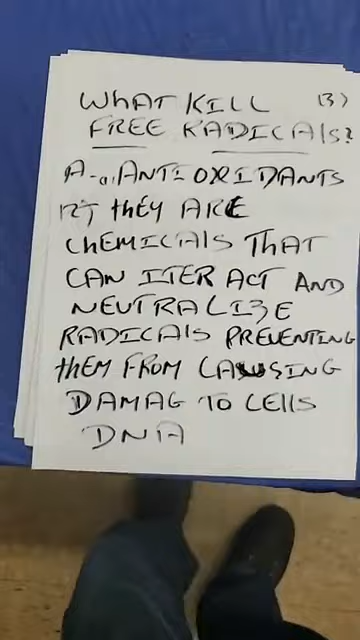 WHAT KILL 13)
FREE RADICALS?
A- ANTIOXIDANTS
THEY ARE
CHEMICALS THAT
CAN ITERACT AND
NEUTRALIZE
RADICALS PREVENTING
THEM FROM CAUSING
DAMAG TO CELLS
DNA